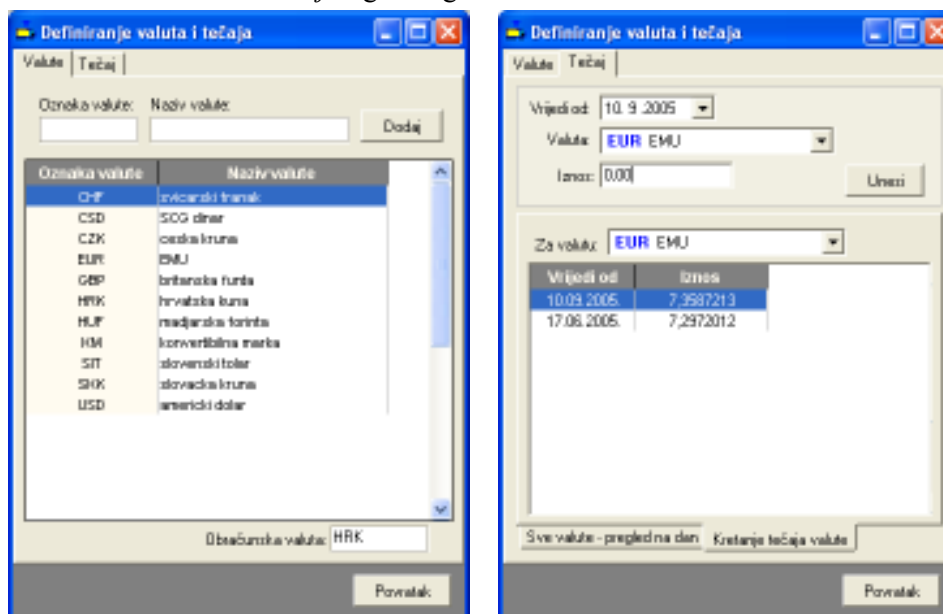 Definiranje valuta i tečaja
Valute Tečaj
Oznaka valute: Naziv valute:
Dodaj
Oznaka valute Naziv valute
CHF svicarski franak
CSD SCG dinar
CZK ceska kruna
EUR EMU
GBP britanska funta
HRK hrvatska kuna
HUF madjarska forinta
KM konvertibilna marka
SIT slovenski tolar
SKK slovacka kruna
USD americki dolar
Obračunska valuta: HRK
Povratak
Definiranje valuta i tečaja
Valute Tečaj
Vrijedi od: 10. 9.2005
Valuta: EUR EMU
Iznos: 0,00
Unesi
Za valutu: EUR EMU
Vrijedi od Iznos
10.09.2005. 7,3587213
17.06.2005. 7,2972012
Sve valute - pregled na dan Kretanje tečaja valute
Povratak